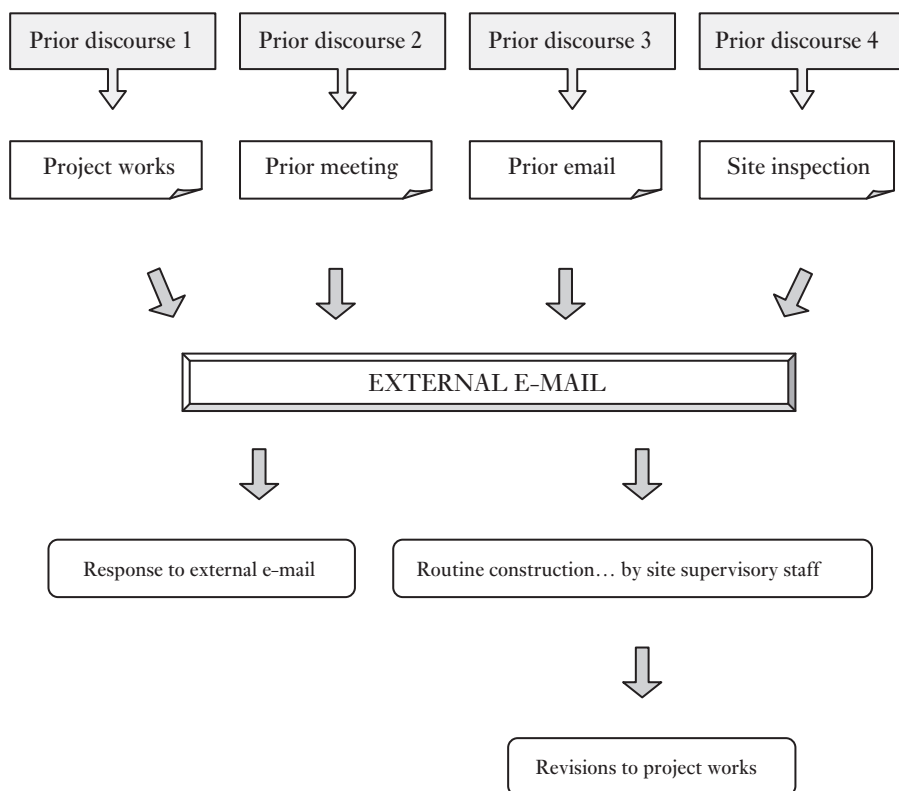 Prior discourse 1
Prior discourse 2
Prior discourse 3
Prior discourse 4
Project works
Prior meeting
Prior email
Site inspection
EXTERNAL E-MAIL
Response to external e-mail
Routine construction… by site supervisory staff
Revisions to project works